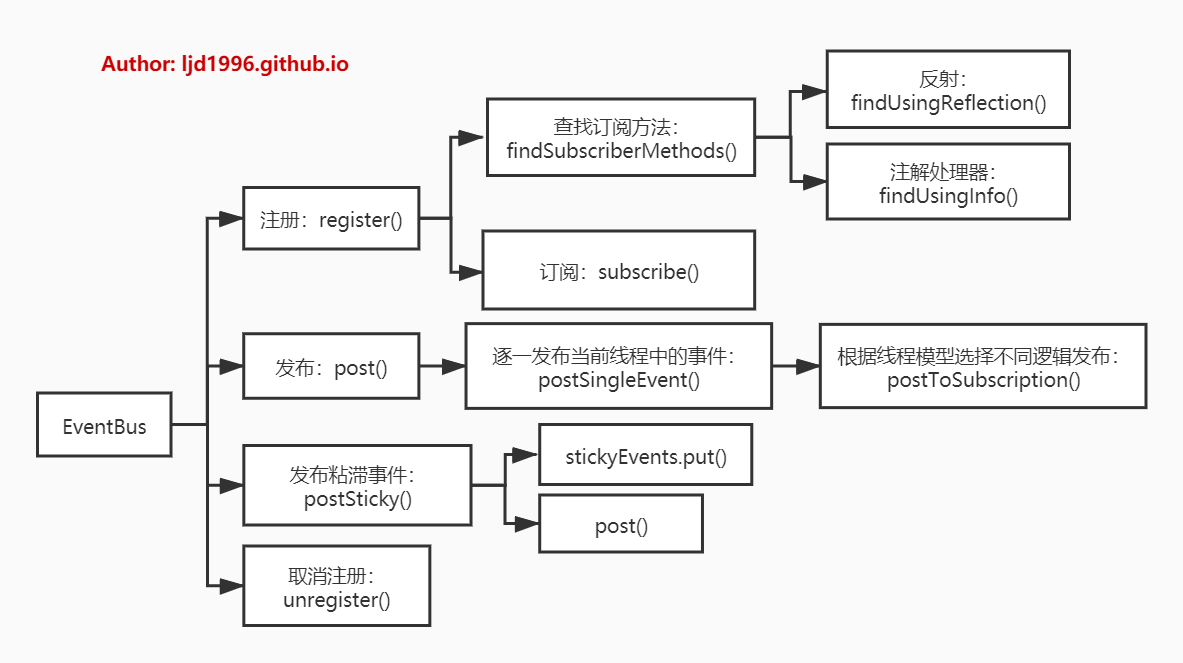 Author: ljd1996.github.io
反射：
findUsingReflection()
查找订阅方法：
findSubscriberMethods()
注解处理器：
findUsingInfo()
注册：register()
订阅：subscribe()
发布：post()
逐一发布当前线程中的事件：
postSingleEvent()
根据线程模型选择不同逻辑发布：
postToSubscription()
EventBus
发布粘滞事件：
postSticky()
stickyEvents.put()
post()
取消注册：
unregister()